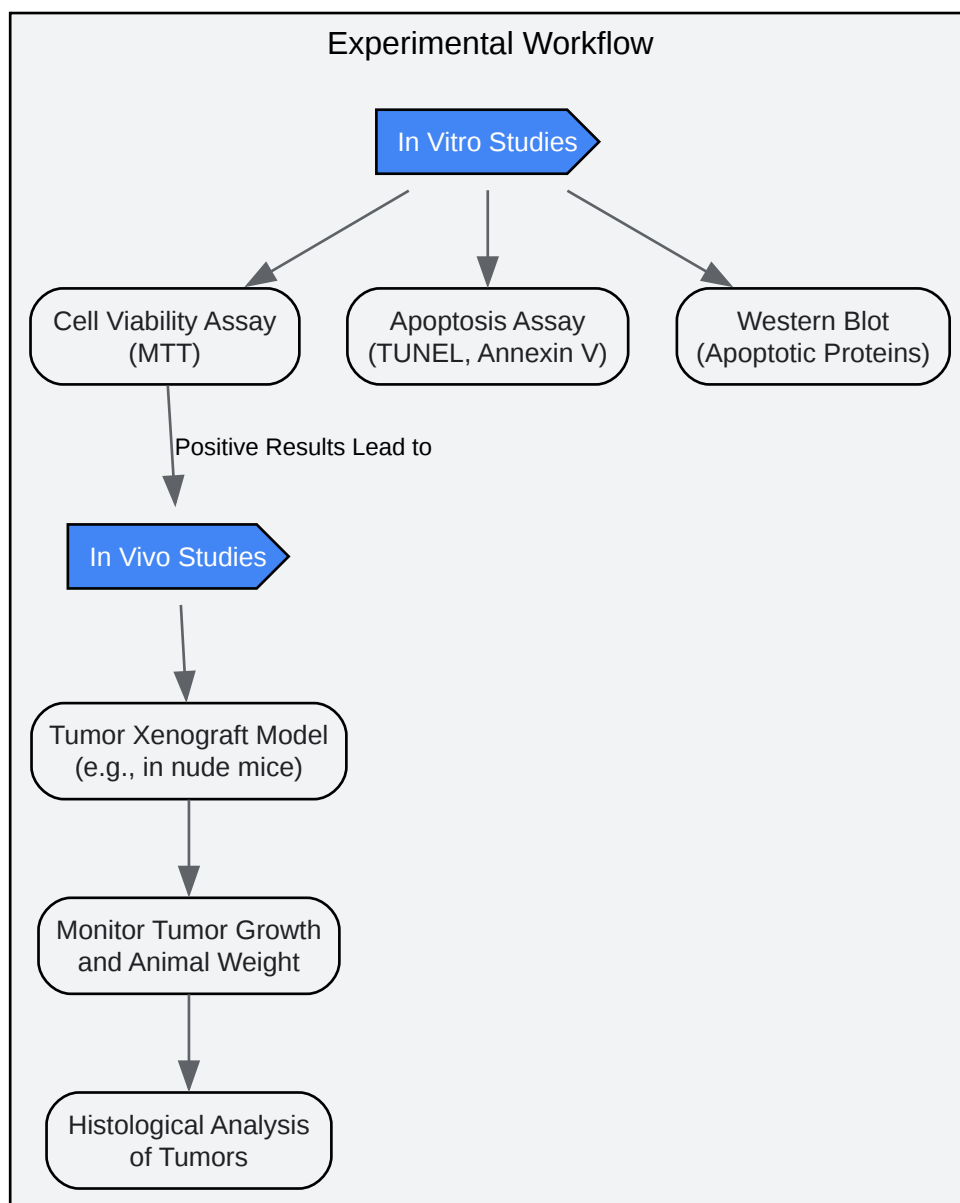 Experimental Workflow
In Vitro Studies
Cell Viability Assay
(MTT)
Apoptosis Assay
(TUNEL, Annexin V)
Western Blot
(Apoptotic Proteins)
Positive Results Lead to
In Vivo Studies
Tumor Xenograft Model
(e.g., in nude mice)
Monitor Tumor Growth
and Animal Weight
Histological Analysis
of Tumors